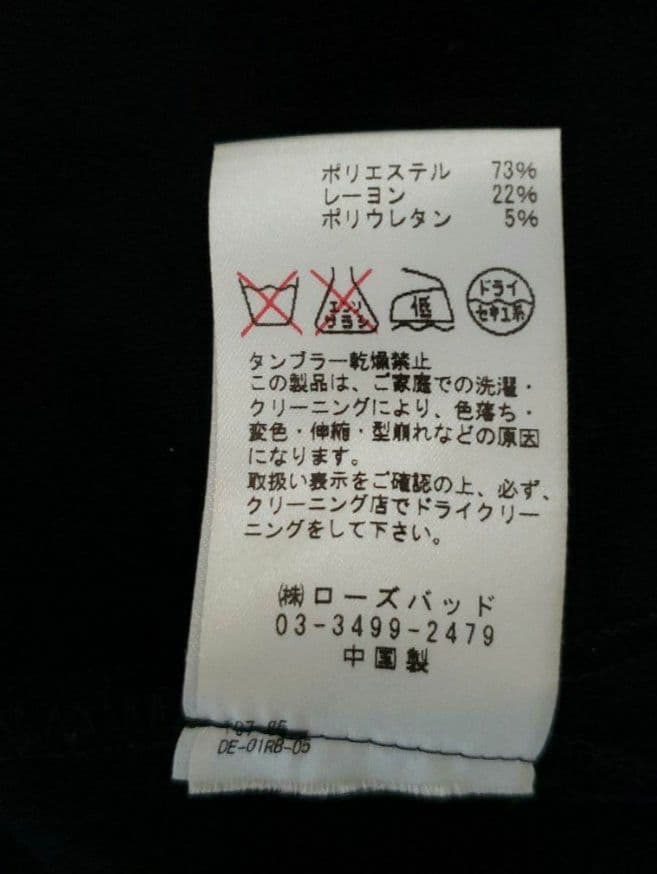 ポリエステル 73%
レーヨン 22%
ポリウレタン 5%
エンソ
サラシ
低
ドライ
セキユ系
タンブラー乾燥禁止
この製品は、ご家庭での洗濯・
クリーニングにより、色落ち・
変色・伸縮・型崩れなどの原因
になります。
取扱い表示をご確認の上、必ず、
クリーニング店でドライクリー
ニングをして下さい。
㈱ローズバッド
03-3499-2479
中国製
DE-01RB-05